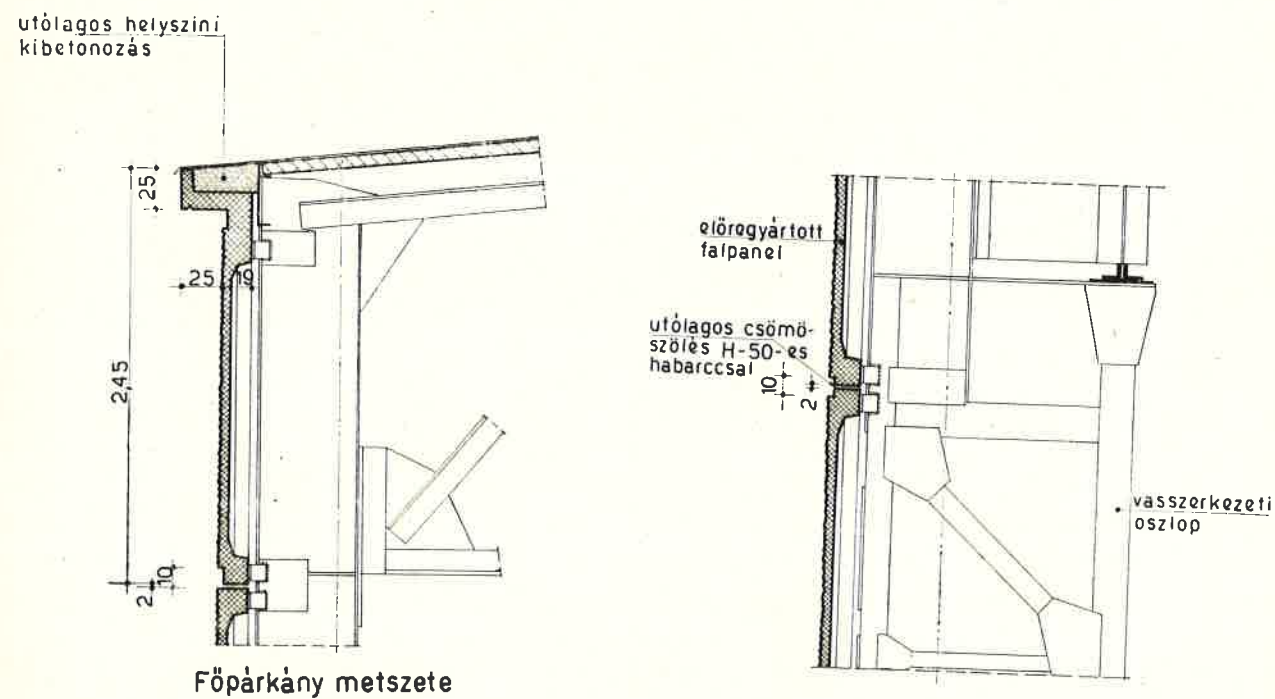 utólagos helyszíni
kibetonozás
25
25 19
2,45
10
2
Főpárkány metszete
előregyártott
falpanel
utólagos csömö-
szölés H-50-es
habarccsal
10
2
vasszerkezeti
oszlop